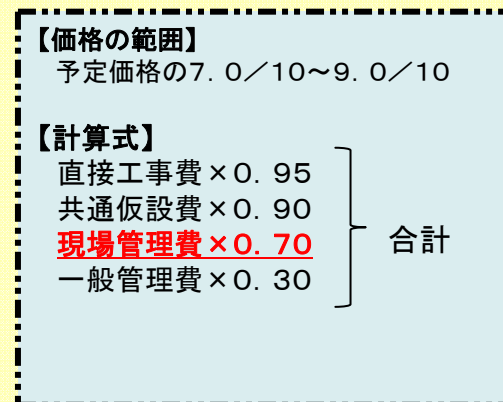 【価格の範囲】
予定価格の7．0／10～9．0／10
【計算式】
直接工事費×0．95
共通仮設費×0．90
現場管理費×0．70
一般管理費×0．30
合計